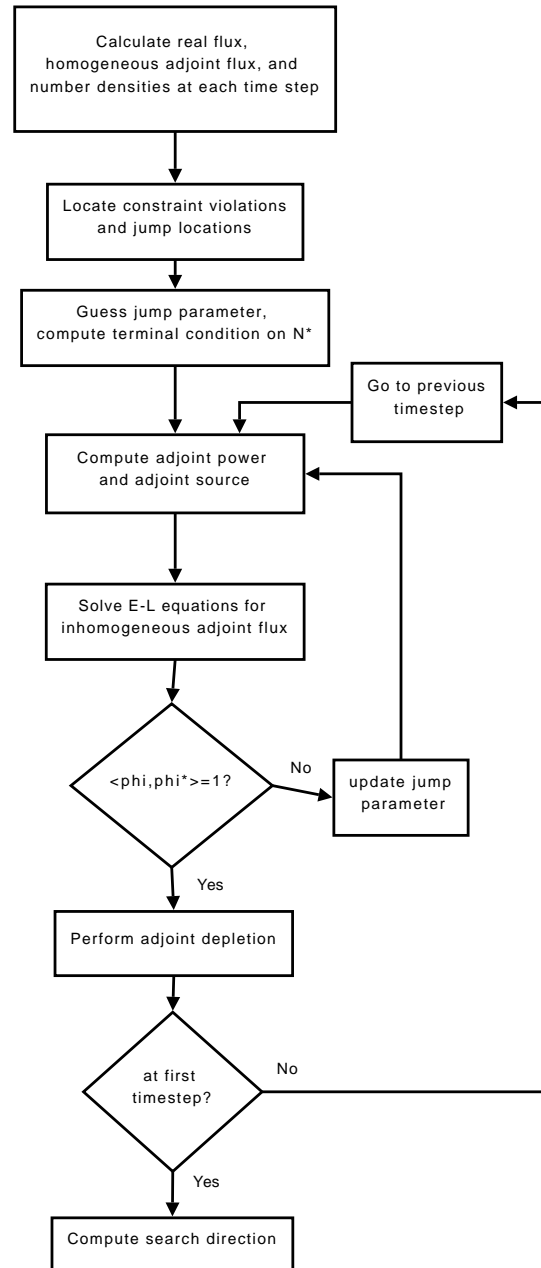 Calculate real flux,
homogeneous adjoint flux, and
number densities at each time step
Locate constraint violations
and jump locations
Guess jump parameter,
compute terminal condition on N*
Go to previous
timestep
Compute adjoint power
and adjoint source
Solve E-L equations for
inhomogeneous adjoint flux
<phi,phi*>=1?
No
update jump
parameter
Yes
Perform adjoint depletion
at first
timestep?
No
Yes
Compute search direction